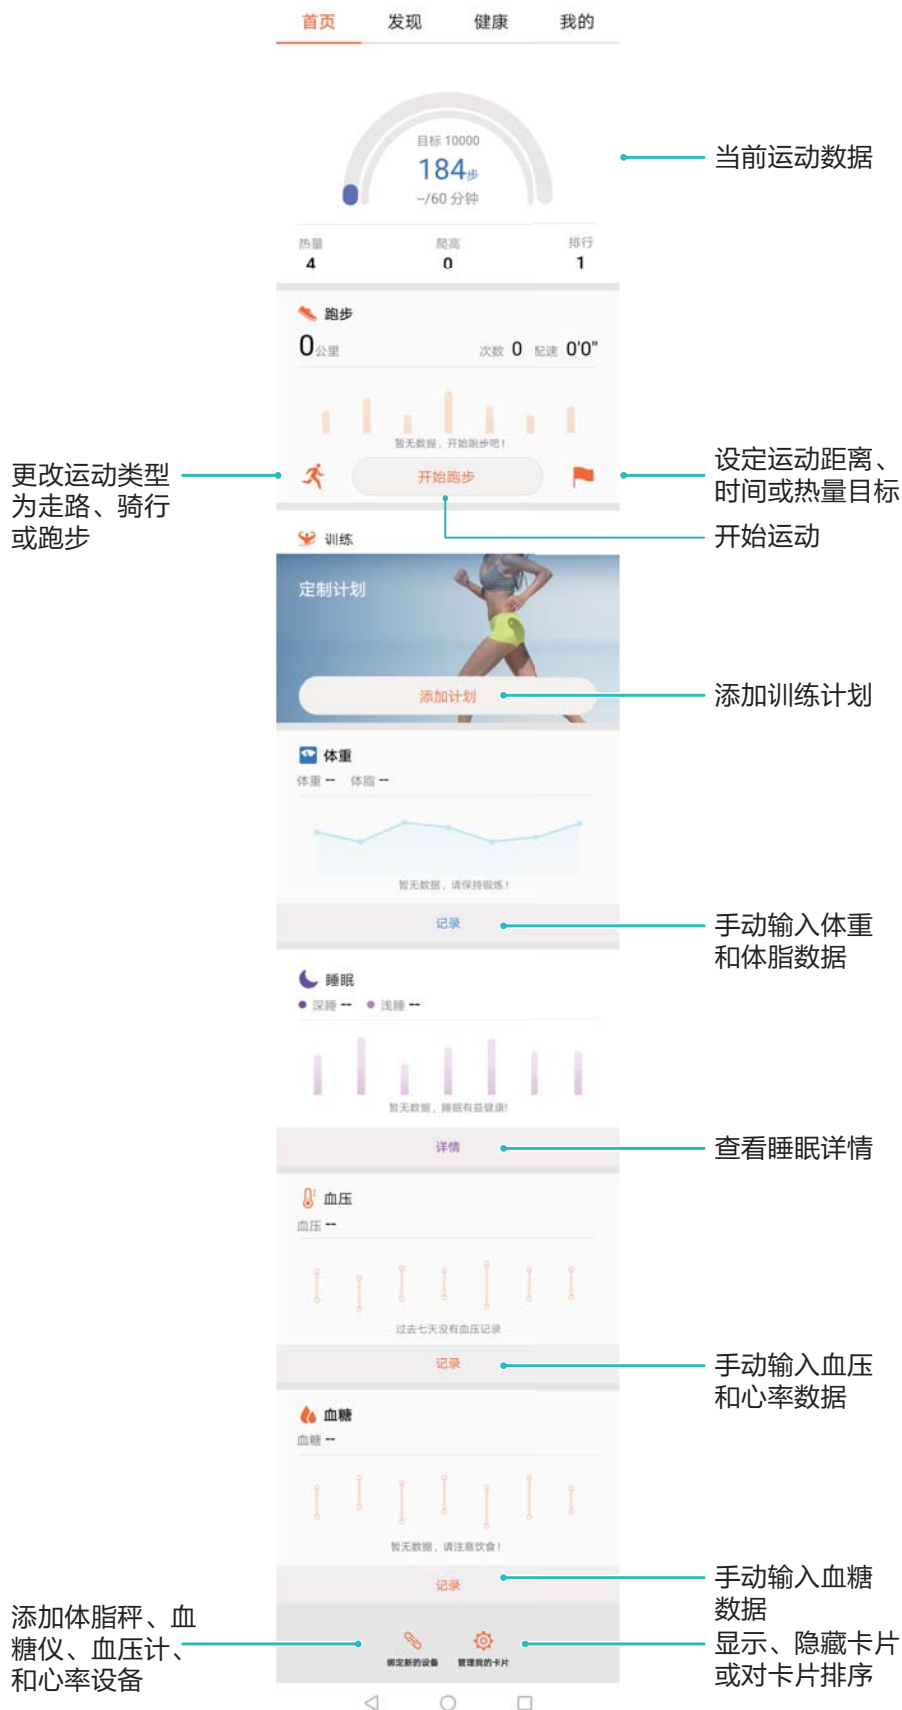 首页 发现 健康 我的
目标 10000
184步
--/60 分钟
当前运动数据
热量 爬高 排行
4 0 1
跑步
0公里 次数 0 配速 0'0"
暂无数据，开始跑步吧！
更改运动类型
为走路、骑行
或跑步
开始跑步
设定运动距离、
时间或热量目标
开始运动
训练
定制计划
添加计划
添加训练计划
体重
体重 -- 体脂 --
暂无数据，请保持锻炼！
记录
手动输入体重
和体脂数据
睡眠
深睡 -- 浅睡 --
暂无数据，睡眠有益健康!
详情
查看睡眠详情
血压
血压 --
过去七天没有血压记录
记录
手动输入血压
和心率数据
血糖
血糖 --
暂无数据，请注意饮食！
记录
手动输入血糖
数据
添加体脂秤、血
糖仪、血压计、
和心率设备
绑定新的设备 管理我的卡片
显示、隐藏卡片
或对卡片排序